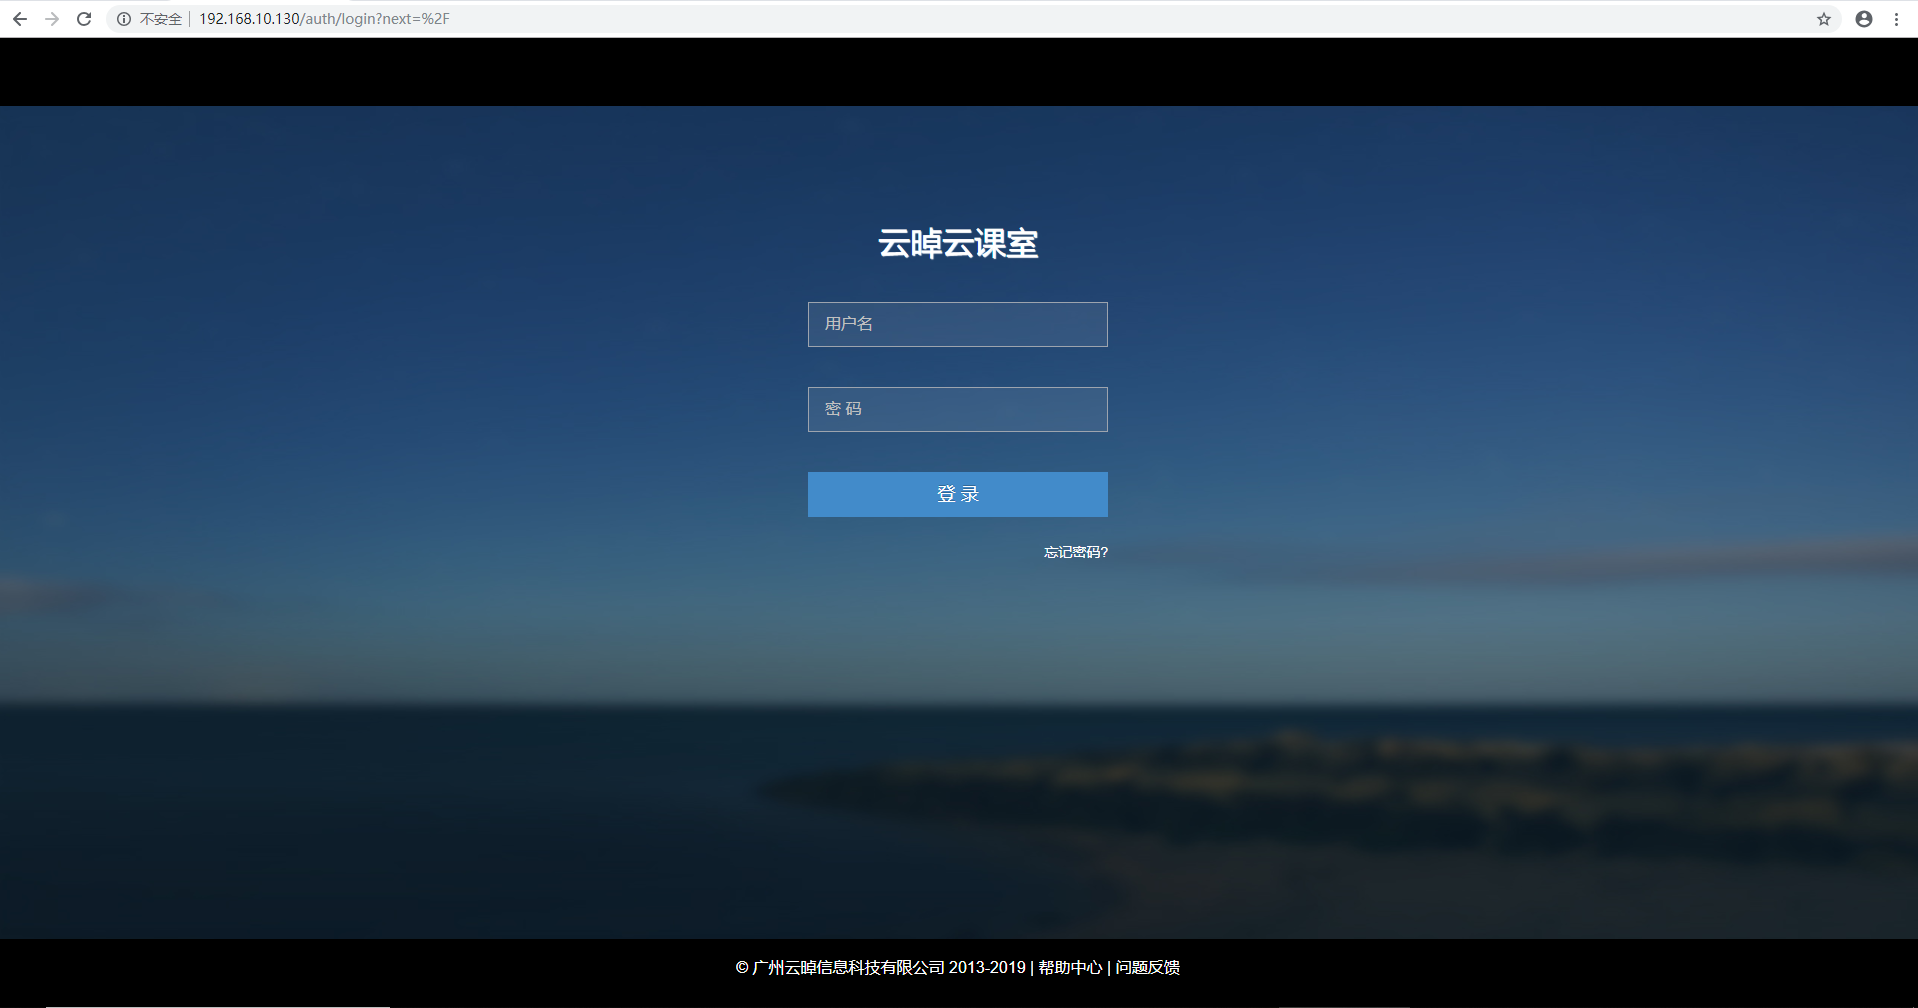 不安全 192.168.10.130/auth/login?next=%2F
云晫云课室
用户名
密 码
登 录
忘记密码?
© 广州云晫信息科技有限公司 2013-2019 | 帮助中心 | 问题反馈